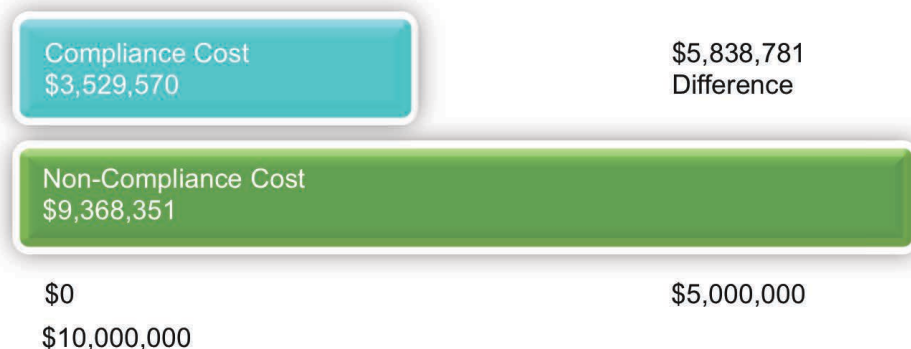 Compliance Cost
$3,529,570
$5,838,781
Difference
Non-Compliance Cost
$9,368,351
$0
$5,000,000
$10,000,000